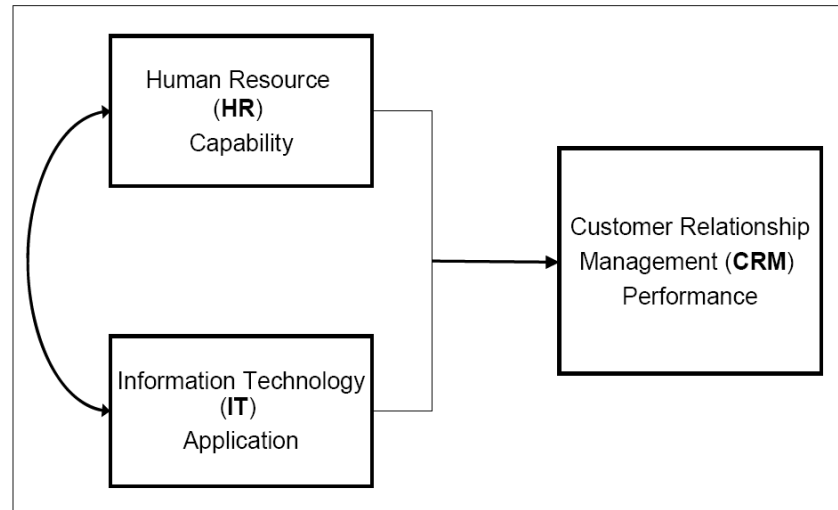 Human Resource
(HR)
Capability
Information Technology
(IT)
Application
Customer Relationship
Management (CRM)
Performance